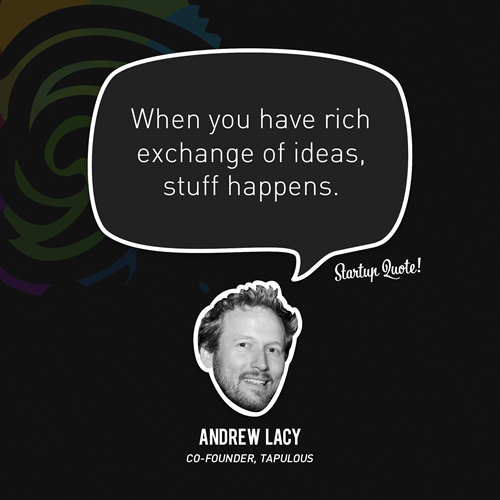 When you have rich
exchange of ideas,
stuff happens.
Startup Quote!
ANDREW LACY
CO-FOUNDER, TAPULOUS